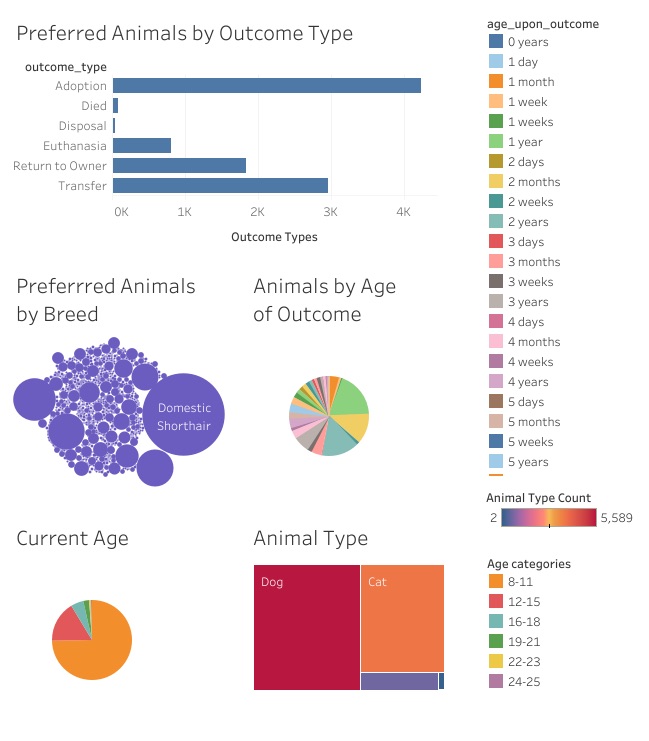 Preferred Animals by Outcome Type
outcome_type
Adoption
Died
Disposal
Euthanasia
Return to Owner
Transfer
0K 1K 2K 3K 4K
Outcome Types
Preferrred Animals
by Breed
Domestic
Shorthair
Animals by Age
of Outcome
Current Age
Animal Type
Dog
Cat
age_upon_outcome
0 years
1 day
1 month
1 week
1 weeks
1 year
2 days
2 months
2 weeks
2 years
3 days
3 months
3 weeks
3 years
4 days
4 months
4 weeks
4 years
5 days
5 months
5 weeks
5 years
Animal Type Count
2 5,589
Age categories
8-11
12-15
16-18
19-21
22-23
24-25